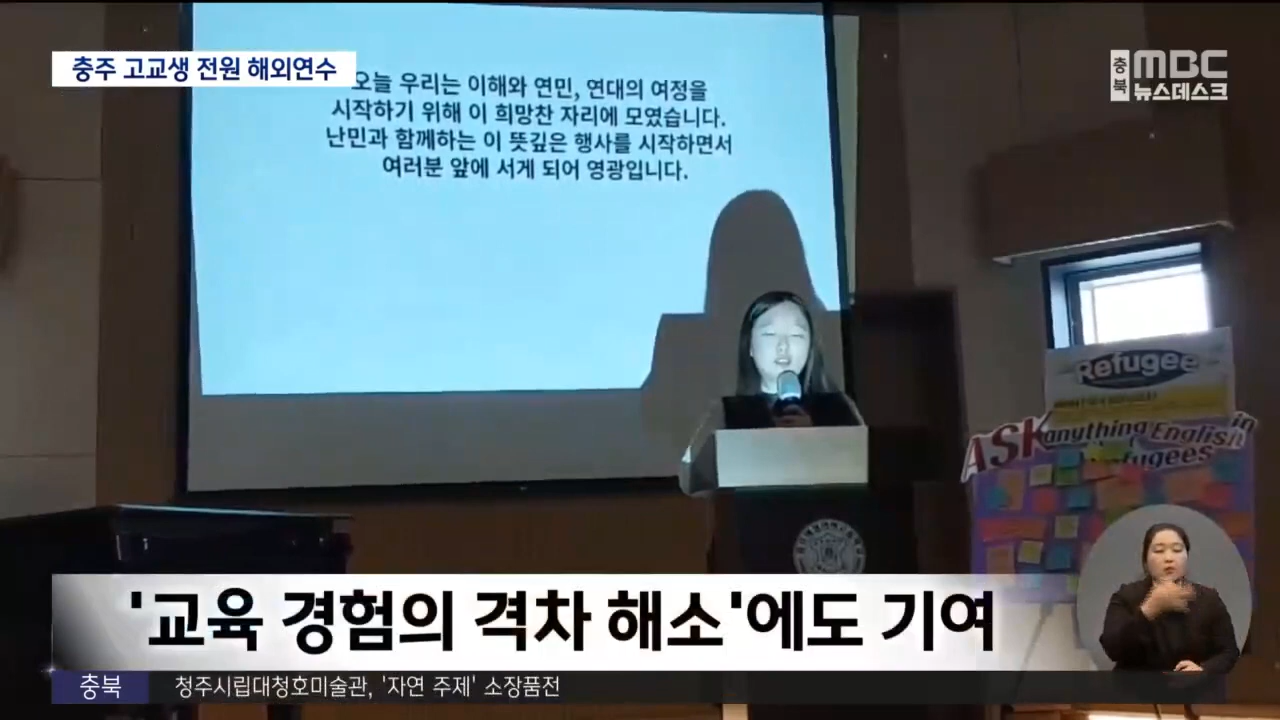 충주 고교생 전원 해외연수
충북 MBC
뉴스데스크
오늘 우리는 이해와 연민, 연대의 여정을
시작하기 위해 이 희망찬 자리에 모였습니다.
난민과 함께하는 이 뜻깊은 행사를 시작하면서
여러분 앞에 서게 되어 영광입니다.
Refugee
ASK anything in
English
Refugees
'교육 경험의 격차 해소'에도 기여
충북 청주시립대청호미술관, '자연 주제' 소장품전